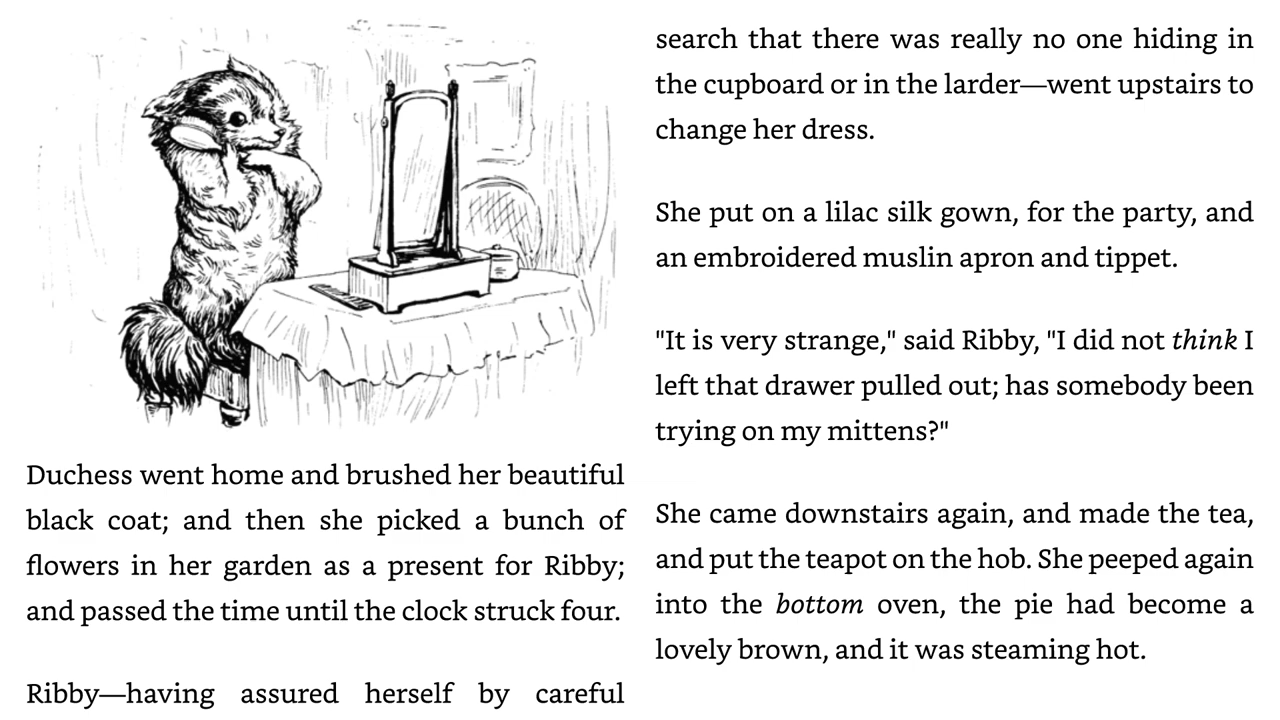 Duchess went home and brushed her beautiful
black coat; and then she picked a bunch of
flowers in her garden as a present for Ribby;
and passed the time until the clock struck four.
Ribby—having assured herself by careful
search that there was really no one hiding in
the cupboard or in the larder—went upstairs to
change her dress.
She put on a lilac silk gown, for the party, and
an embroidered muslin apron and tippet.
"It is very strange," said Ribby, "I did not think I
left that drawer pulled out; has somebody been
trying on my mittens?"
She came downstairs again, and made the tea,
and put the teapot on the hob. She peeped again
into the bottom oven, the pie had become a
lovely brown, and it was steaming hot.